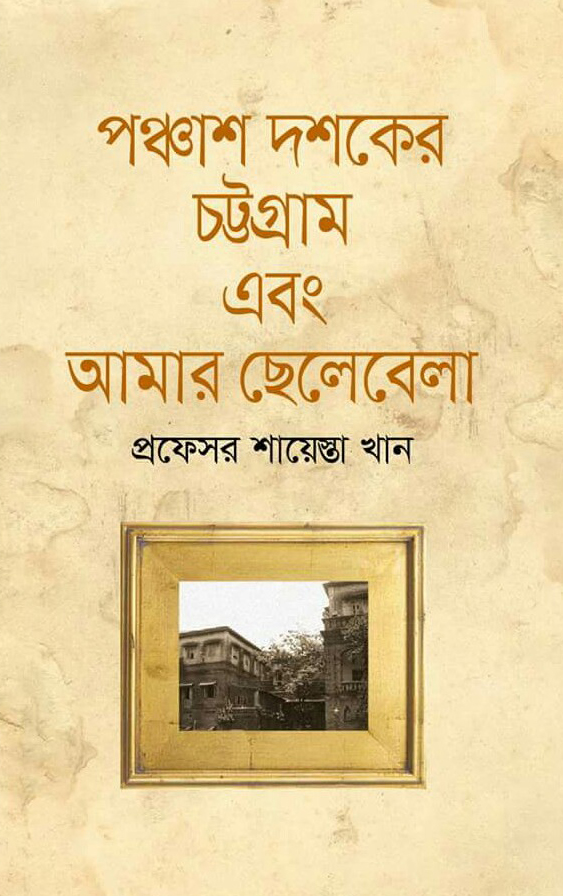 পঞ্চাশ দশকের
চট্টগ্রাম
এবং
আমার ছেলেবেলা
প্রফেসর শায়েস্তা খান